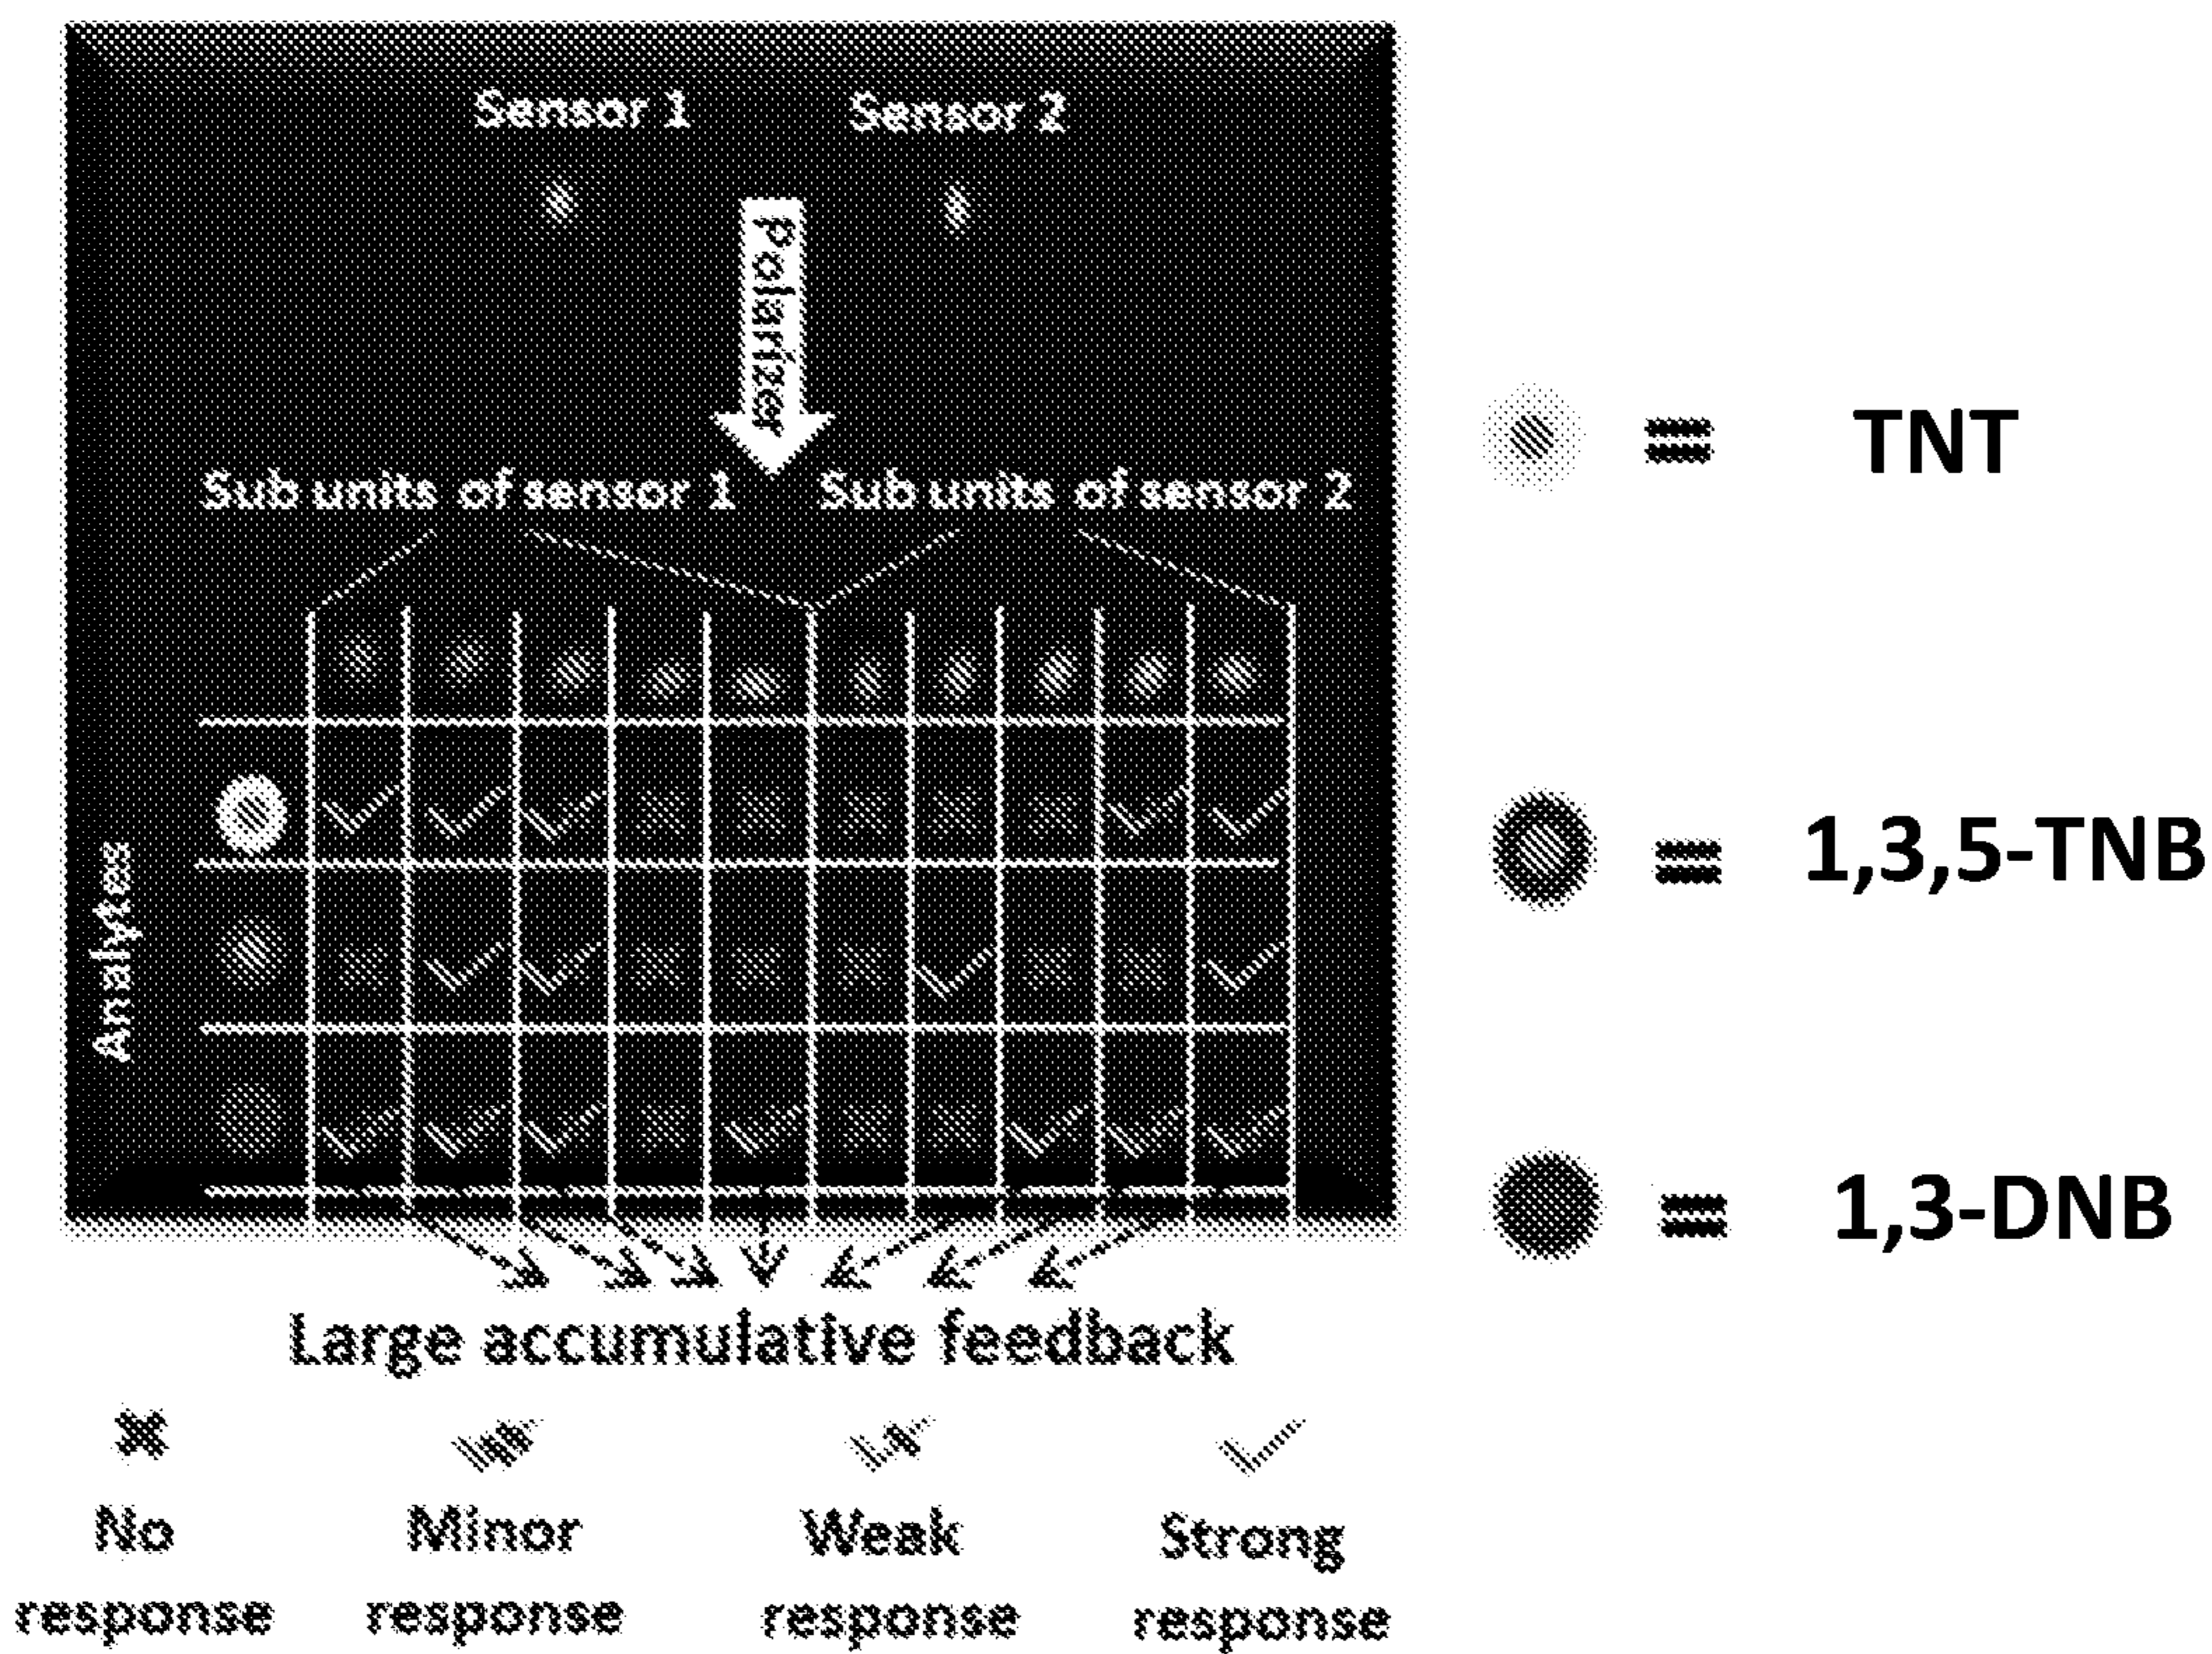 Sensor 1
Sensor 2
Polarizer
Sub units of sensor 1
Sub units of sensor 2
Analytes
≡ TNT
≡ 1,3,5-TNB
≡ 1,3-DNB
Large accumulative feedback
No response
Minor response
Weak response
Strong response